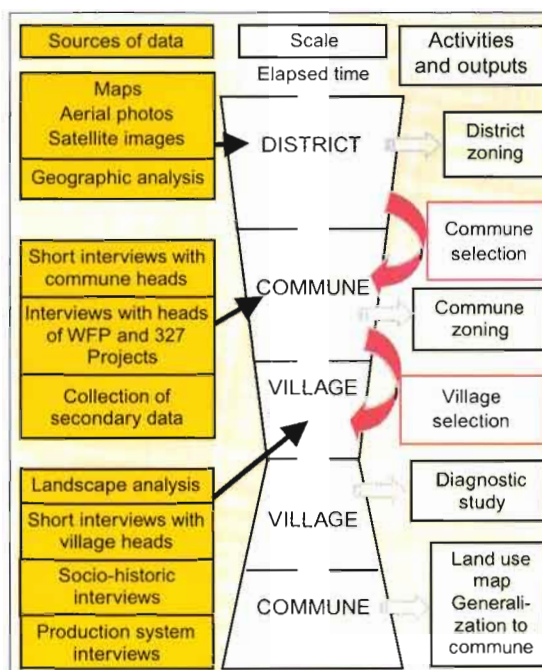 Sources of data
Scale
Elapsed time
Activities
and outputs
Maps
Aerial photos
Satellite images
Geographic analysis
DISTRICT
District
zoning
Commune
selection
Short interviews with
commune heads
Interviews with heads
of WFP and 327
Projects
Collection of
secondary data
COMMUNE
Commune
zoning
VILLAGE
Village
selection
Landscape analysis
Short interviews with
village heads
Socio-historic
interviews
Production system
interviews
VILLAGE
Diagnostic
study
COMMUNE
Land use
map
Generali-
zation to
commune